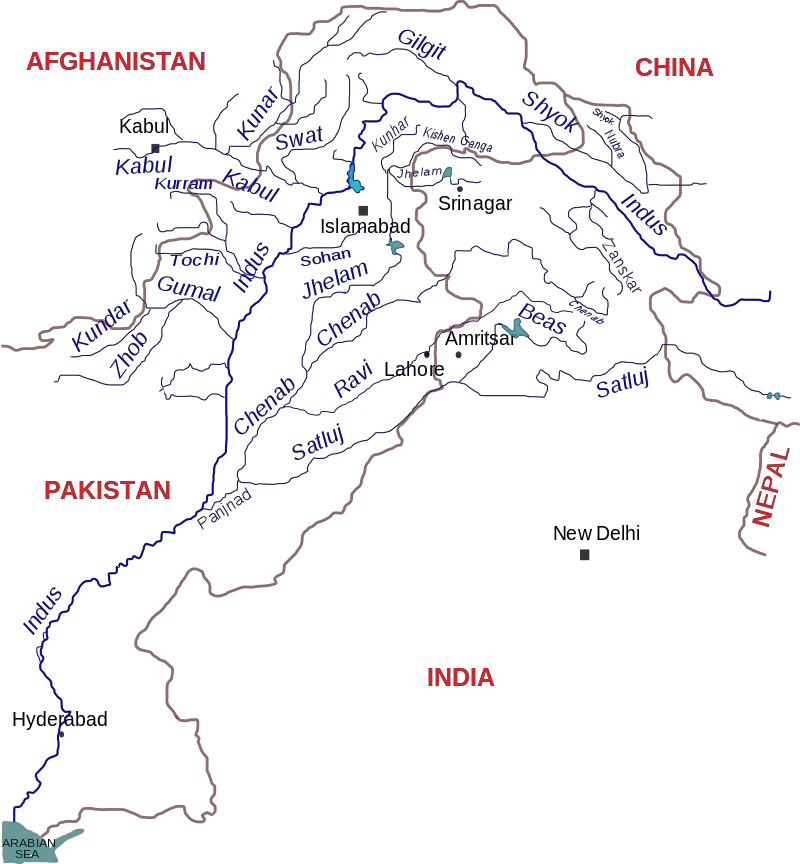 AFGHANISTAN
CHINA
Gilgit
Kunar
Shyok
Shyok
Nubra
Kabul
Swat
Kunhar
Kishen Ganga
Kabul
Kurram
Kabul
Jhelam
Srinagar
Indus
Islamabad
Sohan
Zanskar
Tochi
Indus
Jhelam
Gumal
Chenab
Chenab
Kundar
Zhob
Beas
Amritsar
Lahore
Ravi
Satluj
Chenab
Satluj
NEPAL
PAKISTAN
Panjnad
New Delhi
Indus
INDIA
Hyderabad
ARABIAN
SEA